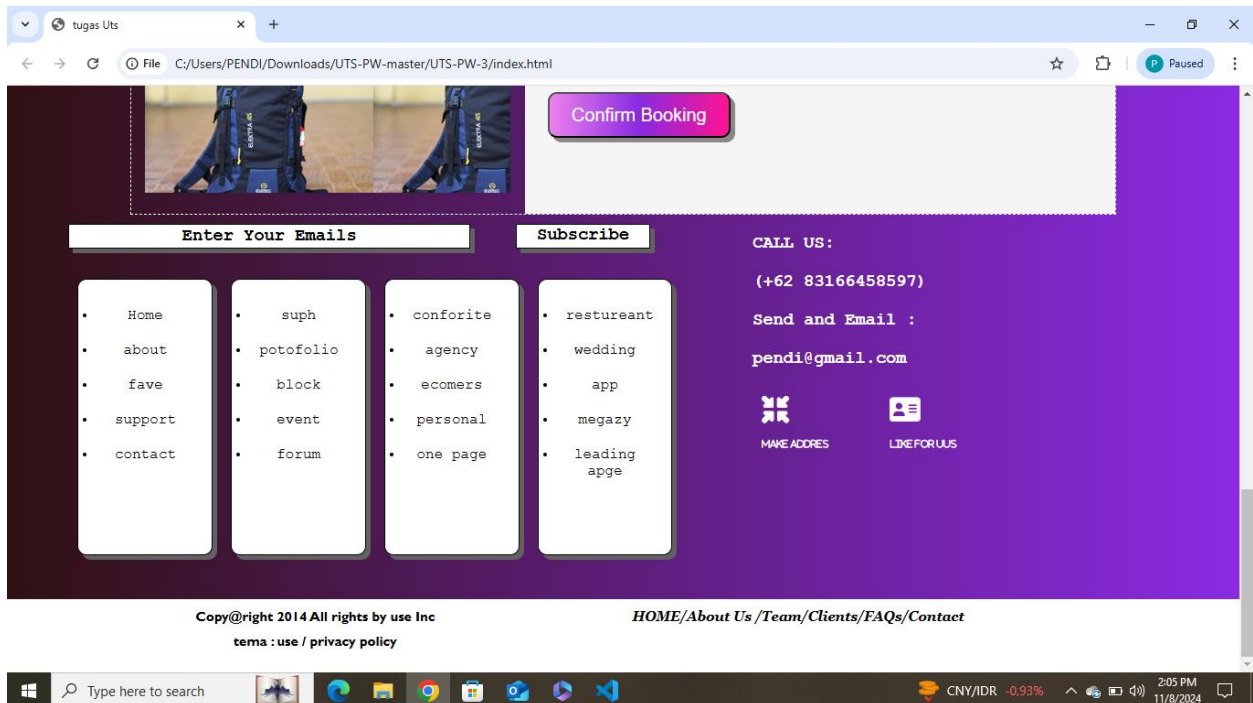 tugas Uts
File C:/Users/PENDI/Downloads/UTS-PW-master/UTS-PW-3/index.html
P Paused
ELEKTRA 45
ELEKTRA 45
Confirm Booking
Enter Your Emails
Subscribe
CALL US:
(+62 83166458597)
Send and Email :
pendi@gmail.com
MAKE ADDRES
LIKE FOR UUS
• Home
• about
• fave
• support
• contact
• suph
• potofolio
• block
• event
• forum
• conforite
• agency
• ecomers
• personal
• one page
• restureant
• wedding
• app
• megazy
• leading
apge
Copy@right 2014 All rights by use Inc
tema : use / privacy policy
HOME/About Us /Team/Clients/FAQs/Contact
Type here to search
CNY/IDR -0,93%
2:05 PM
11/8/2024